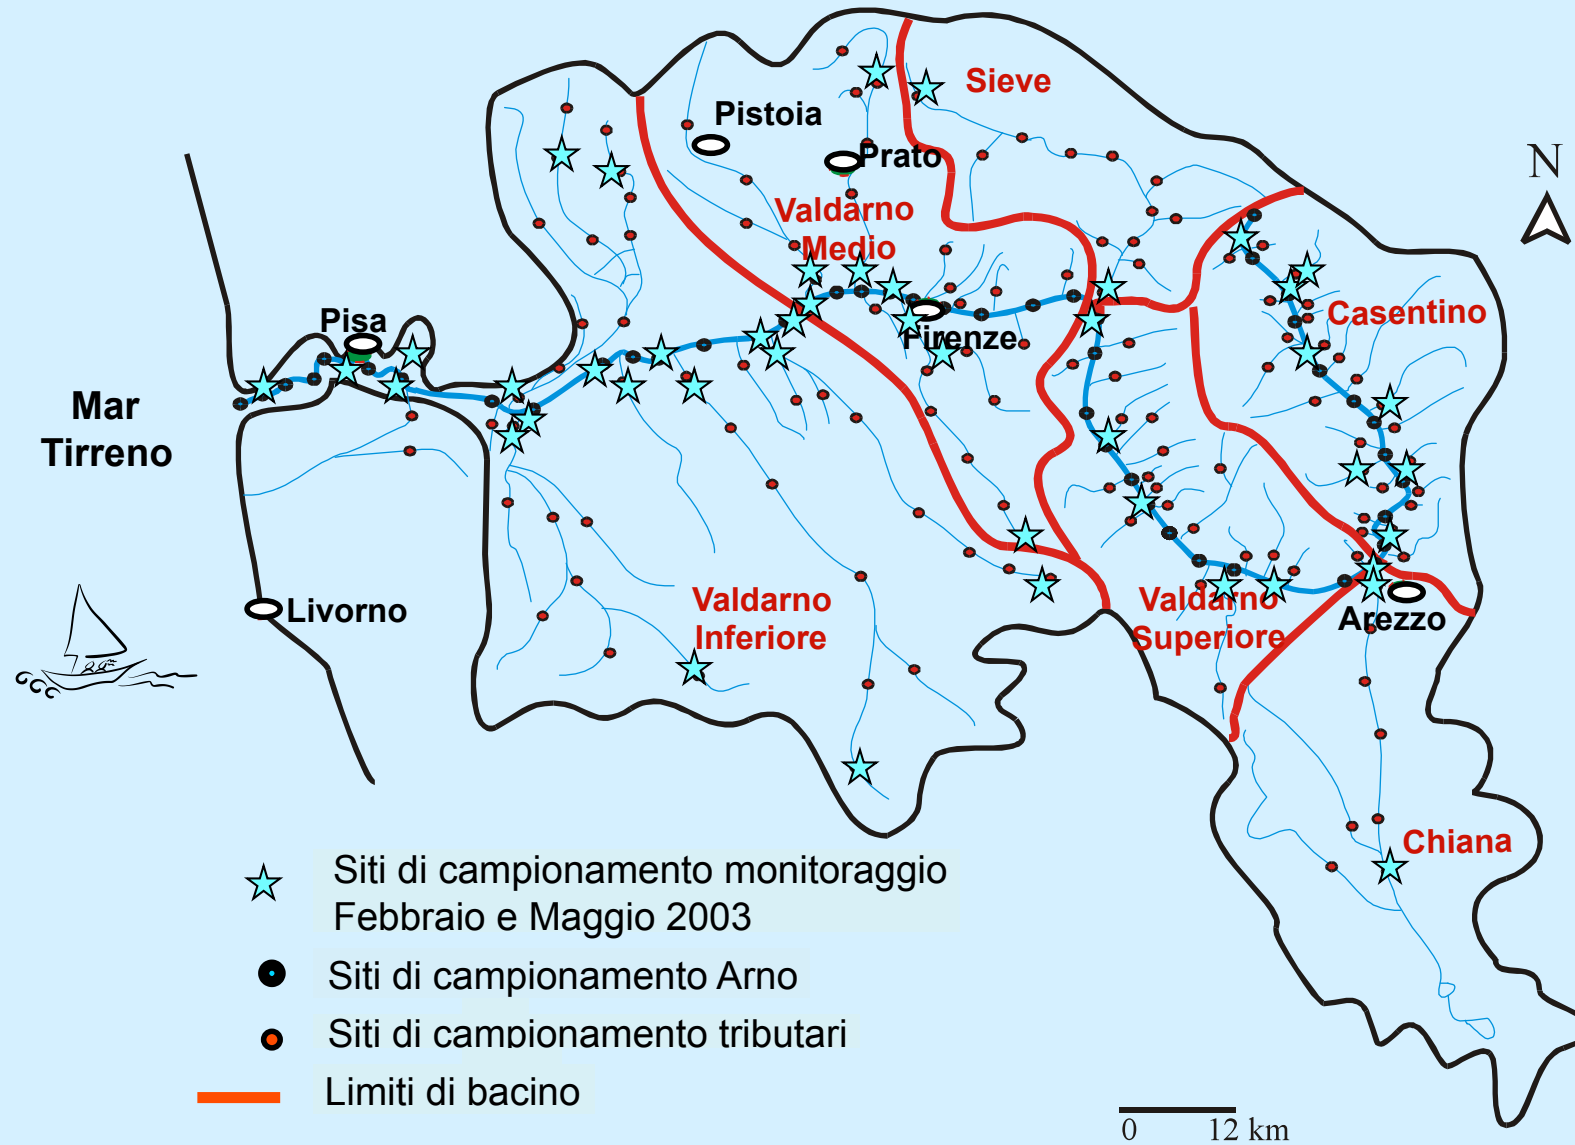 Sieve
Pistoia
Prato
N
Valdarno
Medio
Casentino
Pisa
Firenze
Mar
Tirreno
Livorno
Valdarno
Inferiore
Valdarno
Superiore
Arezzo
Chiana
Siti di campionamento monitoraggio
Febbraio e Maggio 2003
Siti di campionamento Arno
Siti di campionamento tributari
Limiti di bacino
0 12 km